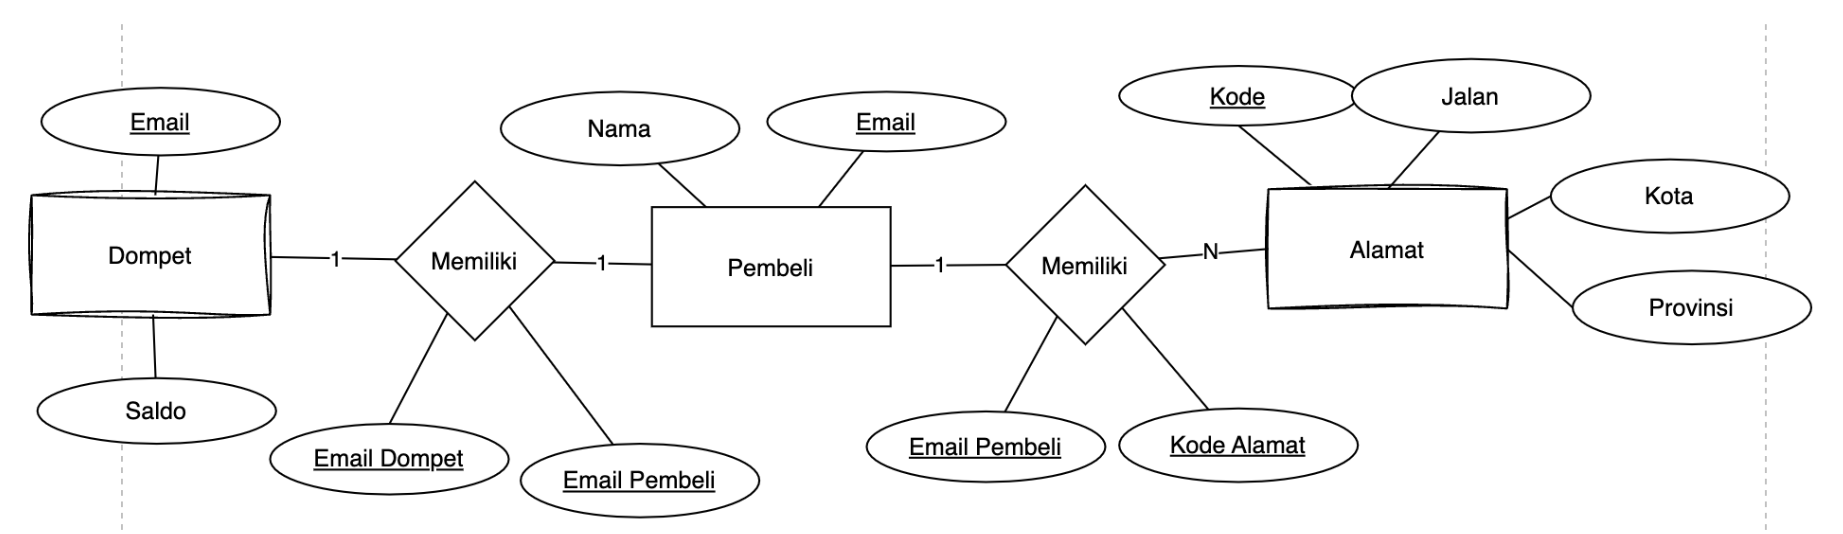 Email
Nama
Email
Kode
Jalan
Kota
Dompet
1
Memiliki
1
Pembeli
1
Memiliki
N
Alamat
Provinsi
Saldo
Email Dompet
Email Pembeli
Email Pembeli
Kode Alamat